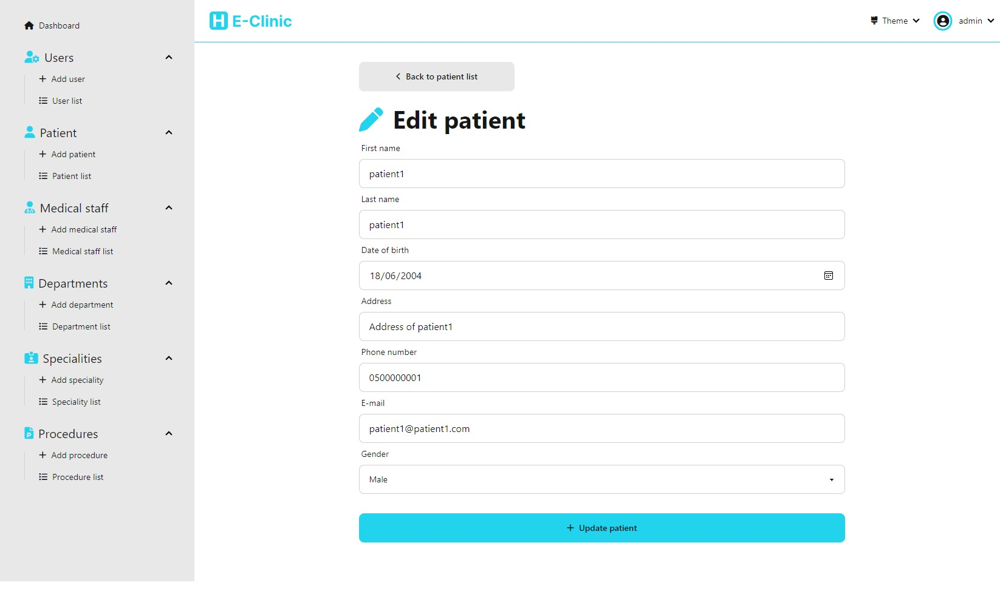 Dashboard
Users
Add user
User list
Patient
Add patient
Patient list
Medical staff
Add medical staff
Medical staff list
Departments
Add department
Department list
Specialities
Add speciality
Speciality list
Procedures
Add procedure
Procedure list
H E-Clinic
Theme
admin
Back to patient list
Edit patient
First name
patient1
Last name
patient1
Date of birth
18/06/2004
Address
Address of patient1
Phone number
0500000001
E-mail
patient1@patient1.com
Gender
Male
Update patient